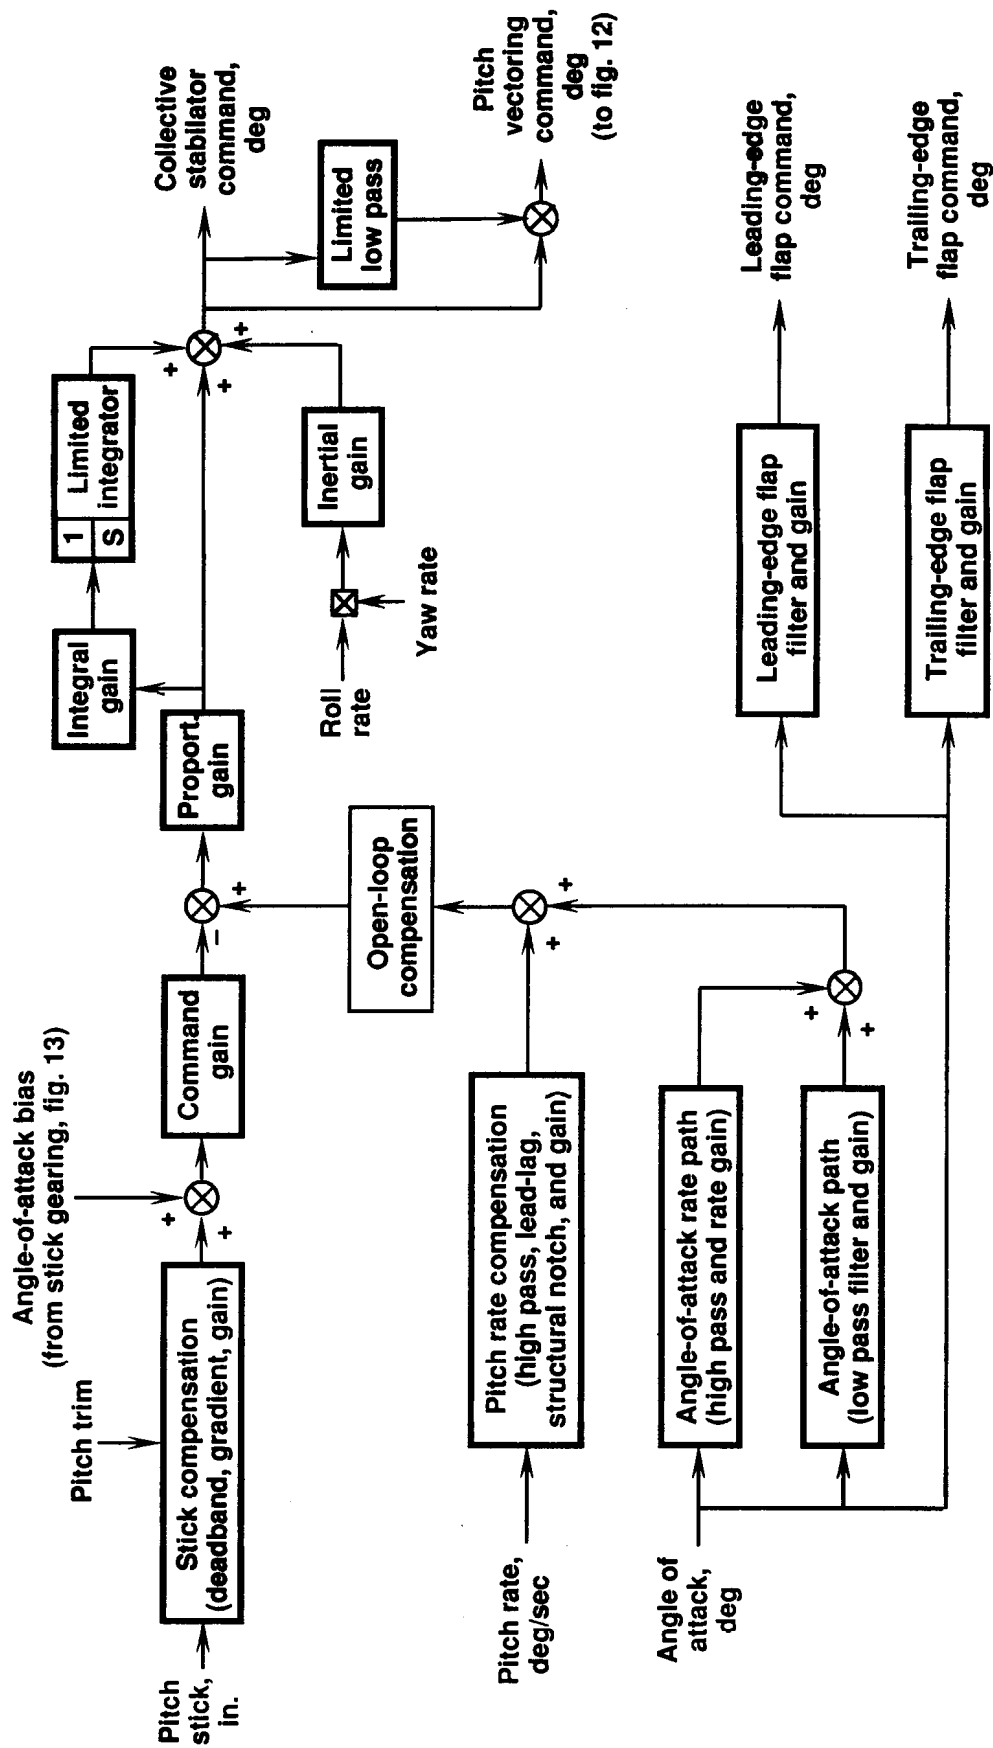 Pitch
stick,
in.
Pitch trim
Stick compensation
(deadband, gradient, gain)
Angle-of-attack bias
(from stick gearing, fig. 13)
+
+
Command
gain
-
+
Proport.
gain
Integral
gain
1
S
Limited
integrator
+
+
+
Roll
rate
Yaw rate
Inertial
gain
Collective
stabilator
command,
deg
Limited
low pass
Pitch
vectoring
command,
deg
(to fig. 12)
Open-loop
compensation
Pitch rate,
deg/sec
Pitch rate compensation
(high pass, lead-lag,
structural notch, and gain)
+
+
Angle of
attack,
deg
Angle-of-attack rate path
(high pass and rate gain)
Angle-of-attack path
(low pass filter and gain)
+
+
Leading-edge flap
filter and gain
Leading-edge
flap command,
deg
Trailing-edge flap
filter and gain
Trailing-edge
flap command,
deg